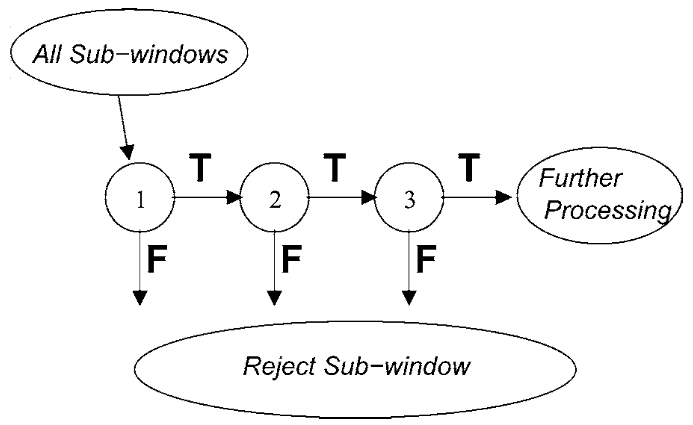 All Sub−windows
T
T
T
1
2
3
Further
Processing
F
F
F
Reject Sub−window